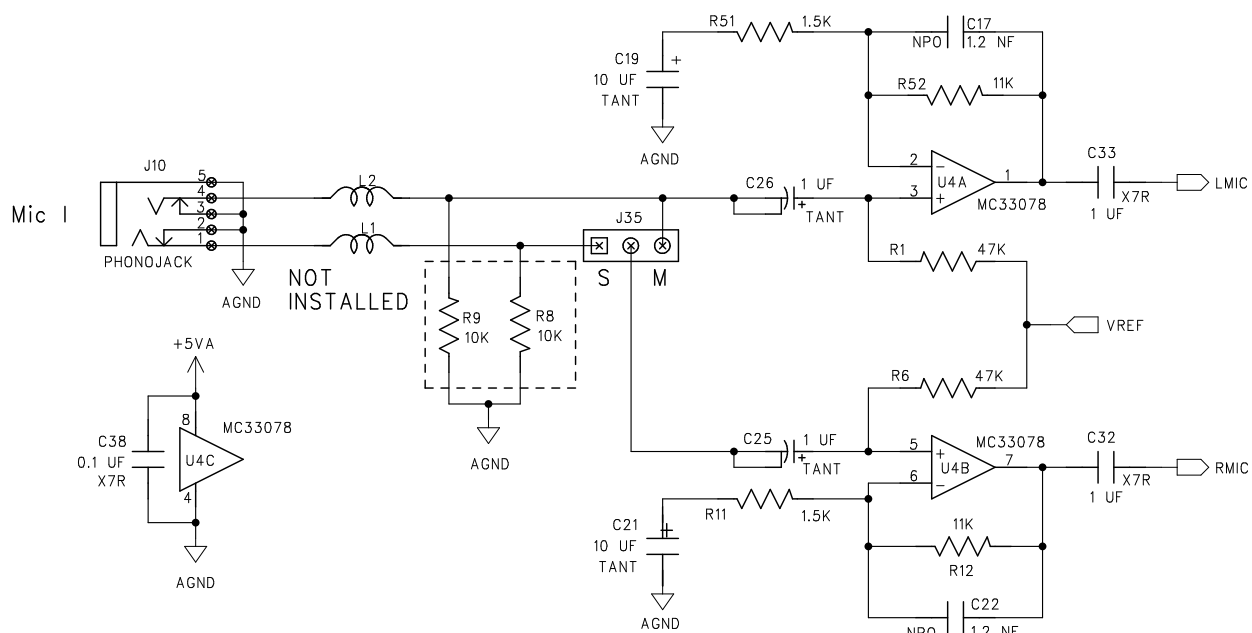 R51
1.5K
C17
NPO
1.2 NF
C19
+
10 UF
TANT
R52
11K
AGND
J10
5
4
3
2
1
Mic I
PHONOJACK
AGND
L2
L1
NOT
INSTALLED
J35
S
M
C26
1 UF
+
TANT
2
−
3
+
U4A
1
MC33078
C33
X7R
1 UF
LMIC
R1
47K
VREF
R6
47K
R9
10K
R8
10K
AGND
+5VA
8
MC33078
C38
0.1 UF
X7R
U4C
4
AGND
C25
1 UF
+
TANT
5
+
6
−
U4B
7
MC33078
C32
X7R
1 UF
RMIC
R11
1.5K
C21
+
10 UF
TANT
AGND
11K
R12
C22
NPO
1.2 NF